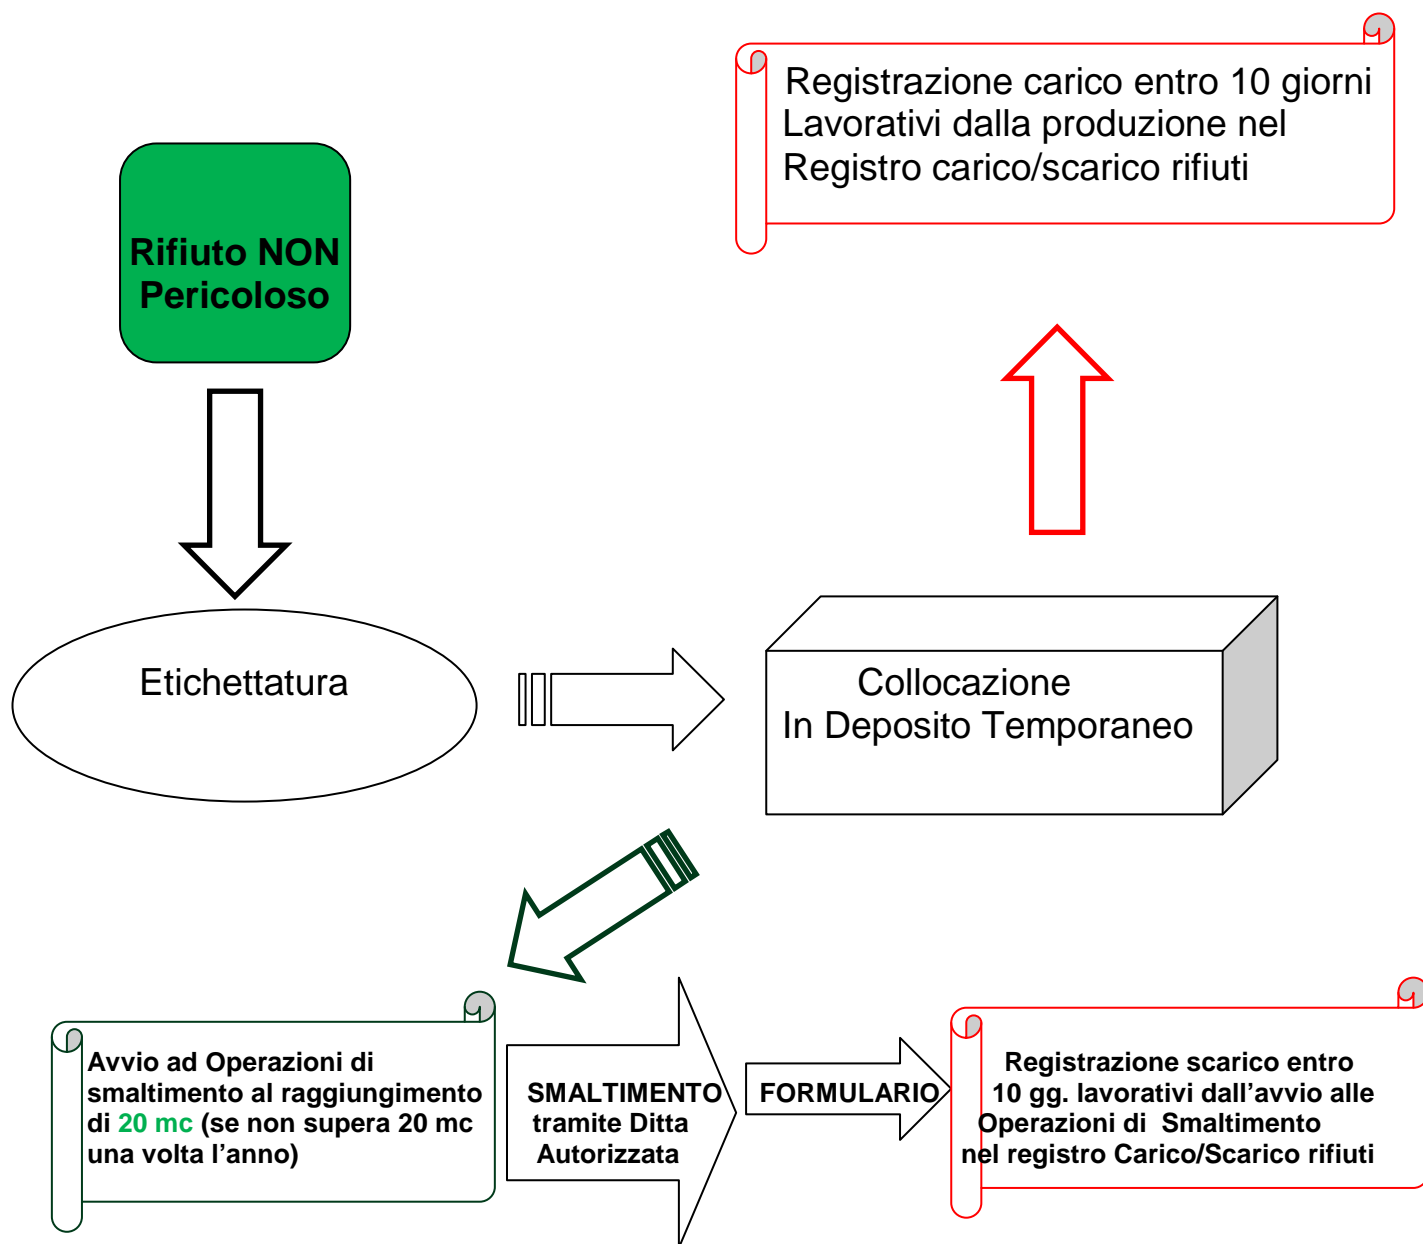 Registrazione carico entro 10 giorni
Lavorativi dalla produzione nel
Registro carico/scarico rifiuti
Rifiuto NON
Pericoloso
Etichettatura
Collocazione
In Deposito Temporaneo
Avvio ad Operazioni di
smaltimento al raggiungimento
di 20 mc (se non supera 20 mc
una volta l'anno)
SMALTIMENTO
tramite Ditta
Autorizzata
FORMULARIO
Registrazione scarico entro
10 gg. lavorativi dall'avvio alle
Operazioni di Smaltimento
nel registro Carico/Scarico rifiuti